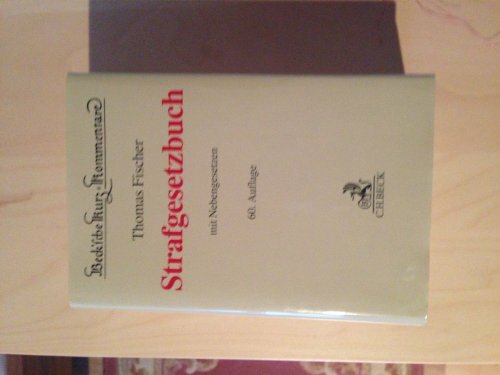 Beck'sche Kurz-Kommentare
Thomas Fischer
Strafgesetzbuch
mit Nebengesetzen
60. Auflage
C.H.BECK